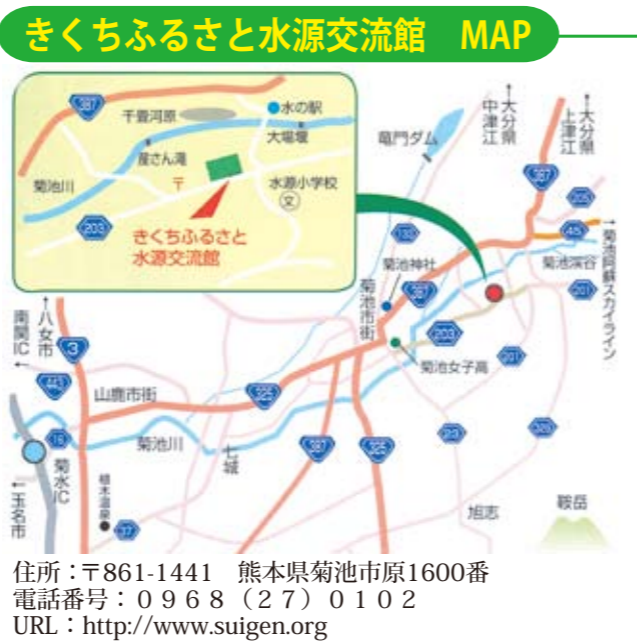 きくちふるさと水源交流館　MAP
387
千畳河原
水の駅
大場堰
産さん滝
菊池川
〒
水源小学校
文
203
きくちふるさと
水源交流館
竜門ダム
→大分県
中津江
→大分県
上津江
387
45
→菊池阿蘇スカイライン
菊池渓谷
201
菊池神社
387
菊池市街
203
菊池女子高
201
→八女市
南関IC→
3
443
山鹿市街
325
16
菊池川
七城
387
325
菊水IC
→玉名市
植木温泉
37
旭志
鞍岳
住所：〒861-1441　熊本県菊池市原1600番
電話番号：０９６８（２７）０１０２
URL：http://www.suigen.org